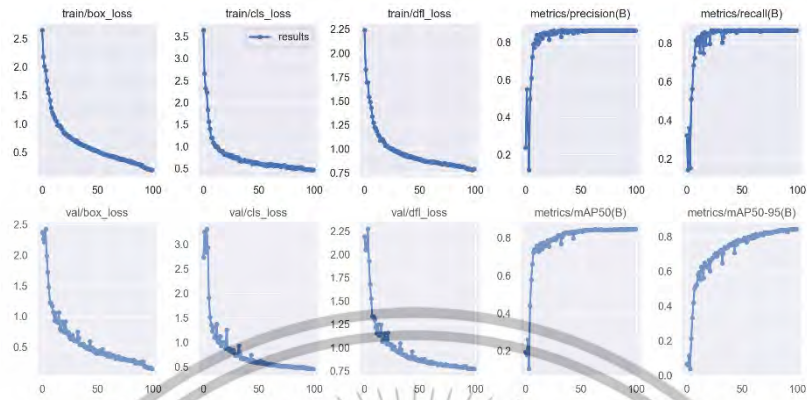 train/box_loss train/cls_loss train/dfl_loss metrics/precision(B) metrics/recall(B)
results
2.5 2.0 1.5 1.0 0.5
3.5 3.0 2.5 2.0 1.5 1.0 0.5
2.25 2.00 1.75 1.50 1.25 1.00 0.75
0.8 0.6 0.4 0.2
0.8 0.6 0.4 0.2
0 50 100 0 50 100 0 50 100 0 50 100 0 50 100
val/box_loss val/cls_loss val/dfl_loss metrics/mAP50(B) metrics/mAP50-95(B)
2.5 2.0 1.5 1.0 0.5
3.0 2.5 2.0 1.5 1.0 0.5
2.25 2.00 1.75 1.50 1.25 1.00 0.75
0.8 0.6 0.4 0.2
0.8 0.6 0.4 0.2 0.0
0 50 100 0 50 100 0 50 100 0 50 100 0 50 100